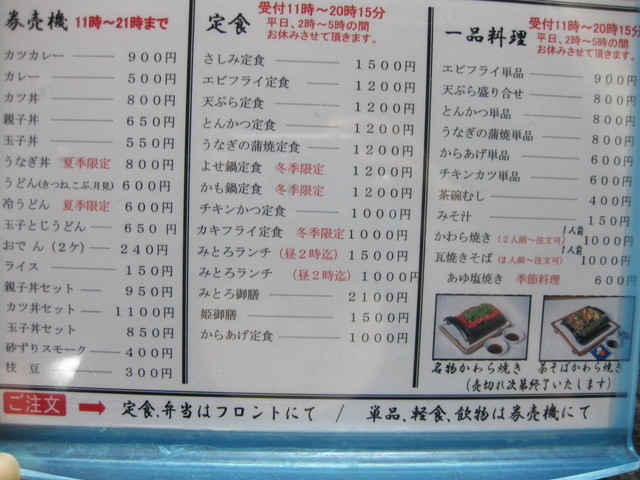 券売機 11時～21時まで
カツカレー 900円
カレー 500円
カツ丼 800円
親子丼 650円
玉子丼 550円
うなぎ丼 夏季限定 800円
うどん(きつね,こぶ,月見) 600円
冷うどん 夏季限定 600円
玉子とじうどん 650円
おでん(2ケ) 240円
ライス 150円
親子丼セット 950円
カツ丼セット 1100円
玉子丼セット 850円
砂ずりスモーク 400円
枝豆 300円
定食 受付11時～20時15分
平日、2時～5時の間
お休みさせて頂きます。
さしみ定食 1500円
エビフライ定食 1200円
天ぷら定食 1200円
とんかつ定食 1200円
うなぎの蒲焼定食 1200円
よせ鍋定食 冬季限定 1200円
かも鍋定食 冬季限定 1200円
チキンかつ定食 1000円
カキフライ定食 冬季限定 1000円
みとろランチ (昼2時迄) 1500円
みとろランチ (昼2時迄) 1000円
みとろ御膳 2100円
姫御膳 1500円
からあげ定食 1000円
一品料理 受付11時～20時15分
平日、2時～5時の間
お休みさせて頂きます。
エビフライ単品 900円
天ぷら盛り合せ 800円
とんかつ単品 800円
うなぎの蒲焼単品 800円
からあげ単品 600円
チキンカツ単品 600円
茶碗むし 400円
みそ汁 150円
かわら焼き (2人前～注文可) 1人前 1000円
瓦焼きそば (2人前～注文可) 1人前 1000円
あゆ塩焼き 季節料理 600円
名物かわら焼き 茶そばかわら焼き
(売切れ次第終了いたします)
ご注文 → 定食、弁当はフロントにて / 単品、軽食、飲物は券売機にて